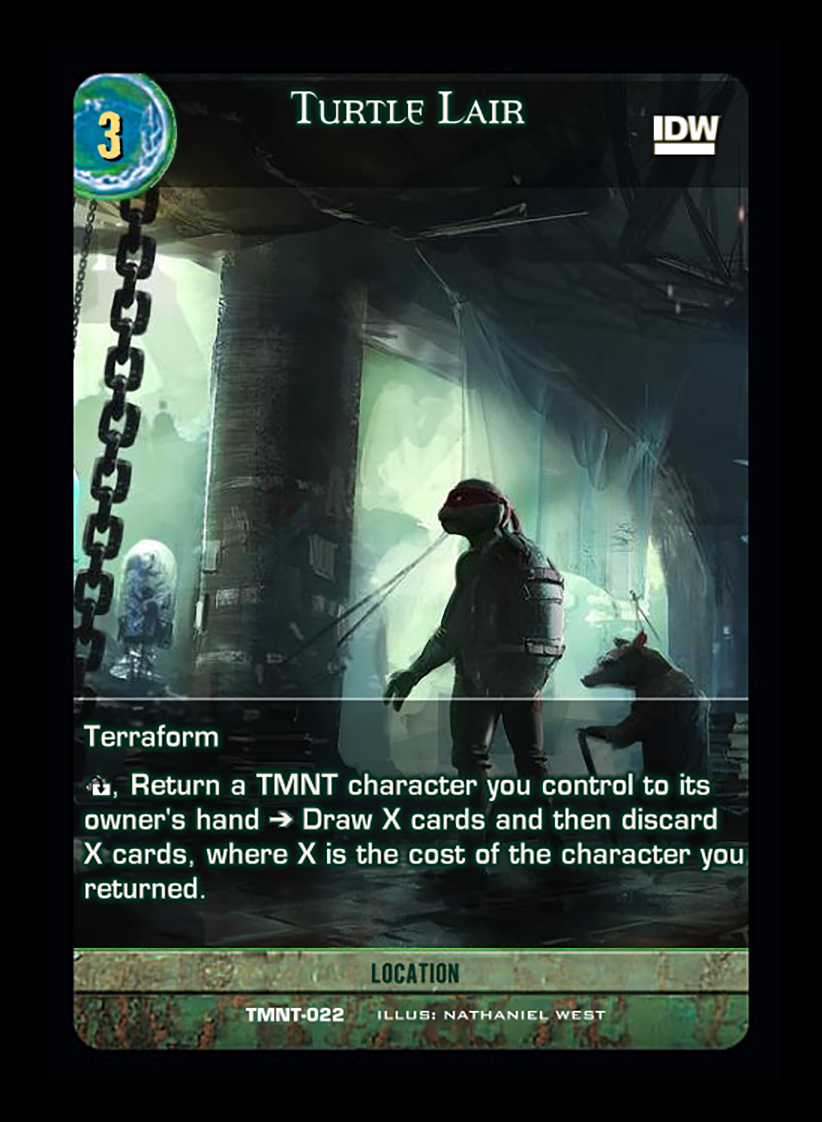 3
Turtle Lair
IDW
Terraform
, Return a TMNT character you control to its
owner's hand ➔ Draw X cards and then discard
X cards, where X is the cost of the character you
returned.
LOCATION
TMNT-022 ILLUS: NATHANIEL WEST